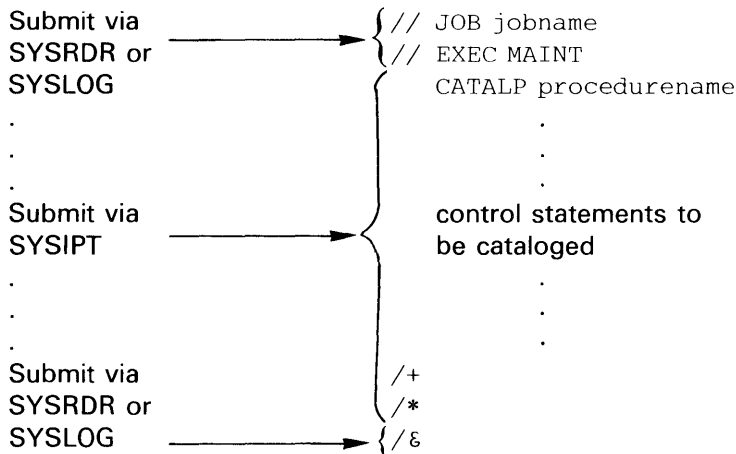 Submit via
SYSRDR or
SYSLOG
// JOB jobname
// EXEC MAINT
CATALP procedurename
.
.
.
.
.
.
Submit via
SYSIPT
control statements to
be cataloged
.
.
.
.
.
.
Submit via
SYSRDR or
SYSLOG
/+
/*
/&